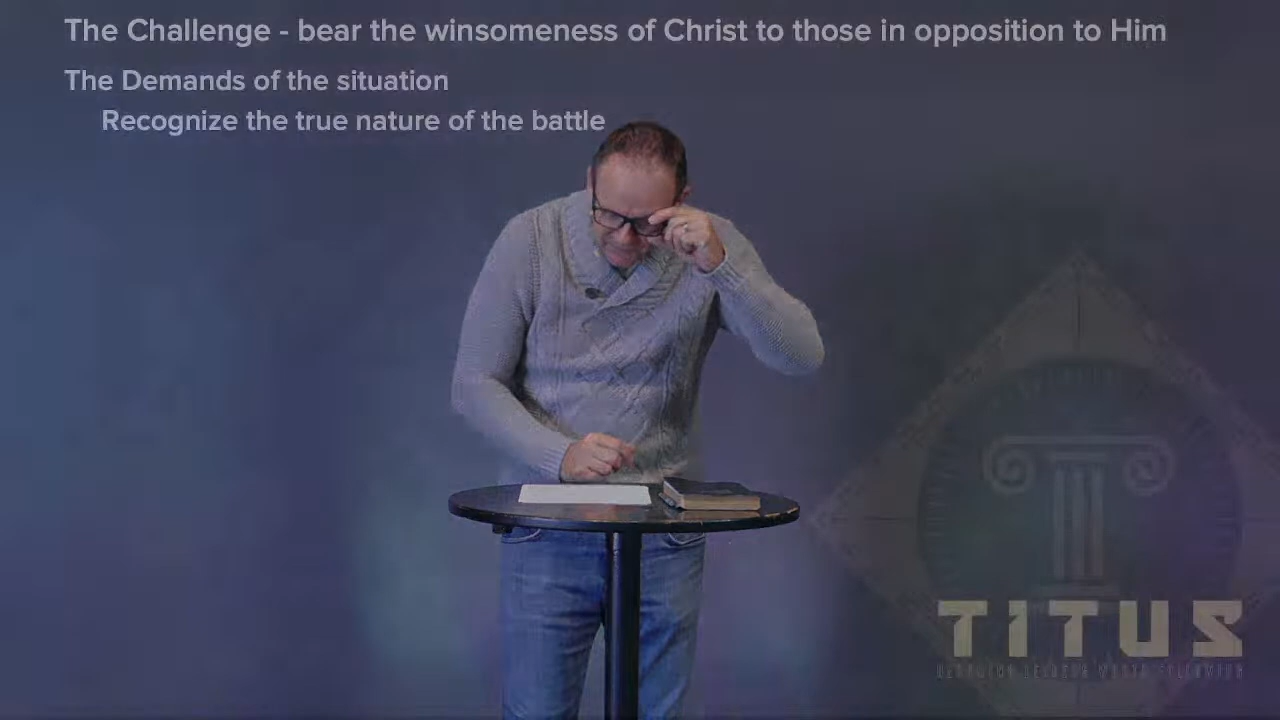 The Challenge - bear the winsomeness of Christ to those in opposition to Him
The Demands of the situation
Recognize the true nature of the battle
TITUS